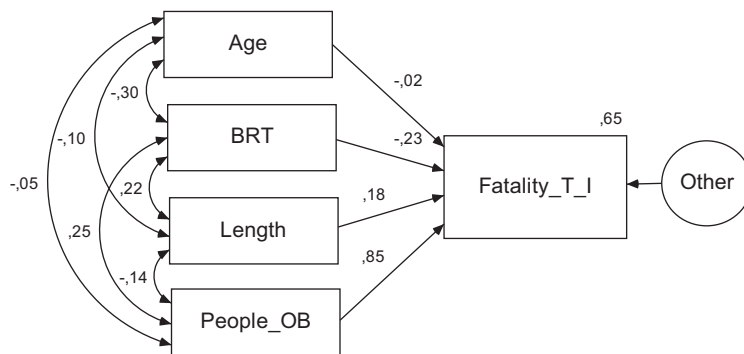 Age
-,02
,65
-,30
-,10
BRT
-,23
Fatality_T_I
Other
-,05
,22
,18
Length
,25
,85
-,14
People_OB